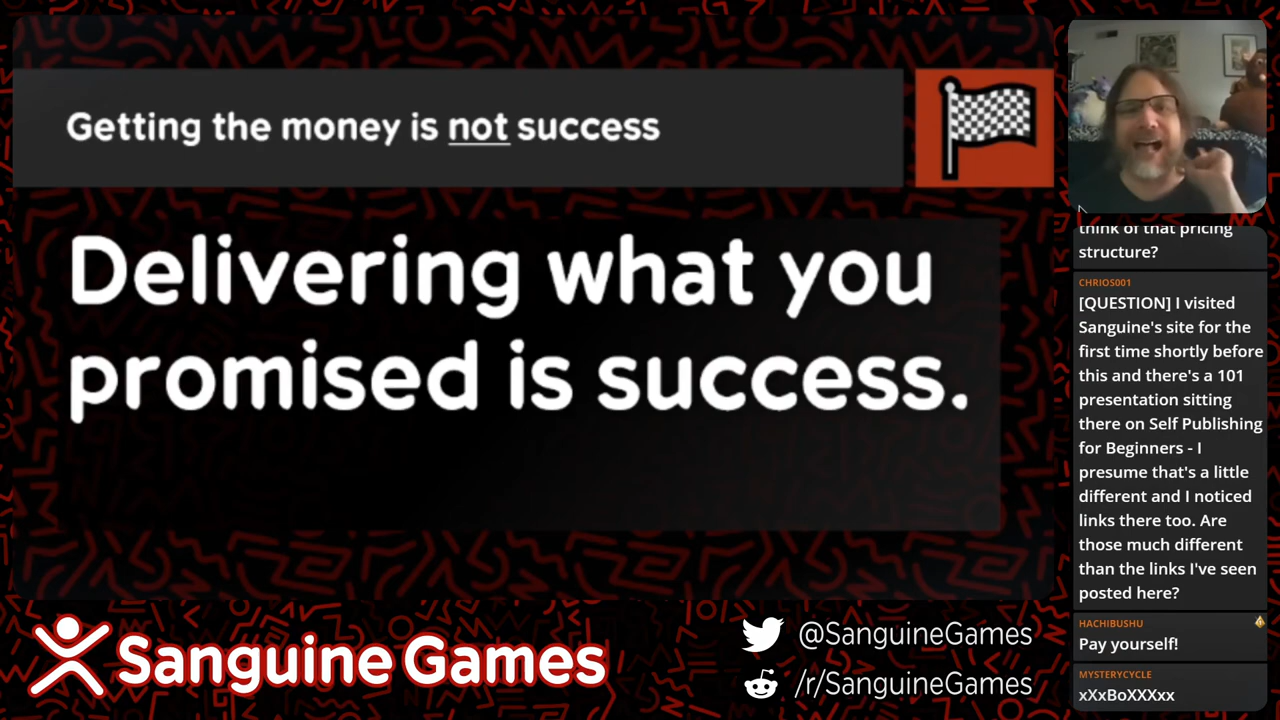 Getting the money is not success
Delivering what you
promised is success.
think of that pricing
structure?
CHRIOS001
[QUESTION] I visited
Sanguine's site for the
first time shortly before
this and there's a 101
presentation sitting
there on Self Publishing
for Beginners - I
presume that's a little
different and I noticed
links there too. Are
those much different
than the links I've seen
posted here?
HACHIBUSHU
Pay yourself!
MYSTERYCYCLE
xXxBoXXXxx
Sanguine Games
@SanguineGames
/r/SanguineGames